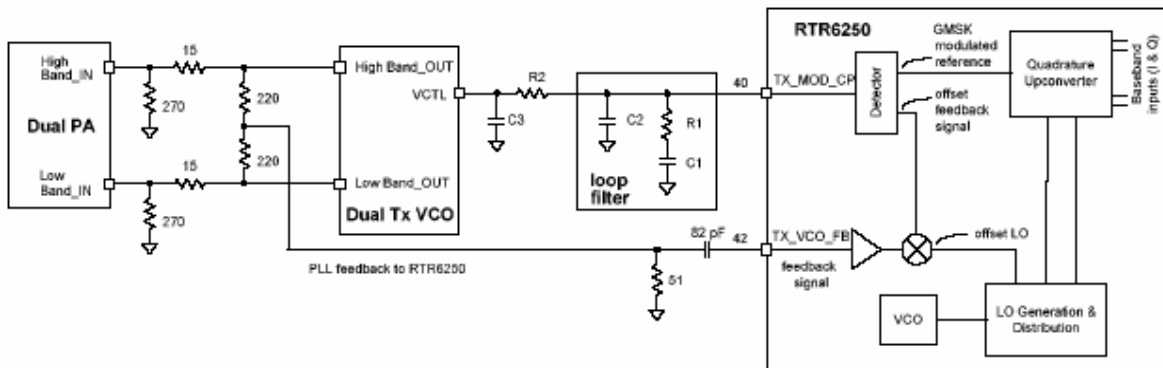 RTR6250
High
Band_IN
15
270
220
Dual PA
220
Low
Band_IN
15
270
High Band_OUT
VCTL
Low Band_OUT
Dual Tx VCO
R2
C3
C2
R1
C1
loop
filter
40
TX_MOD_CP
Detector
GMSK
modulated
reference
offset
feedback
signal
Quadrature
Upconverter
Baseband
inputs (I & Q)
PLL feedback to RTR6250
51
82 pF
42
TX_VCO_FB
feedback
signal
offset LO
VCO
LO Generation &
Distribution